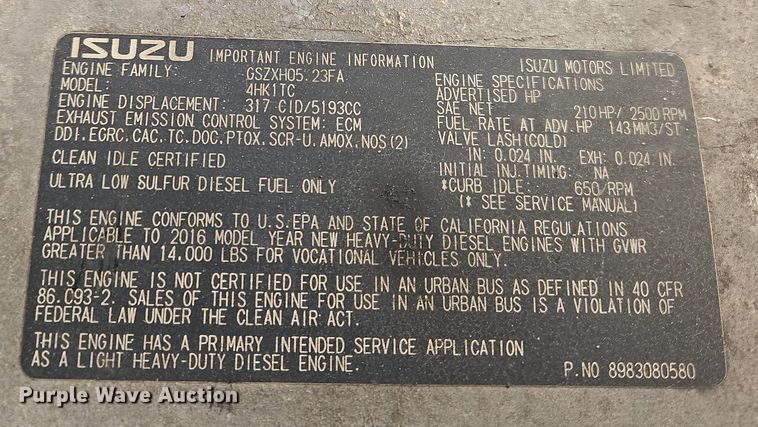 ISUZU IMPORTANT ENGINE INFORMATION ISUZU MOTORS LIMITED
ENGINE FAMILY: GSZXH05.23FA
MODEL: 4HK1TC
ENGINE DISPLACEMENT: 317 CID/5193CC
EXHAUST EMISSION CONTROL SYSTEM: ECM
DDI.EGRC.CAC.TC.DOC.PTOX.SCR-U.AMOX.NOS(2)
CLEAN IDLE CERTIFIED
ULTRA LOW SULFUR DIESEL FUEL ONLY
ENGINE SPECIFICATIONS
ADVERTISED HP
SAE NET 210HP/2500RPM
FUEL RATE AT ADV.HP 143MM3/ST
VALVE LASH(COLD)
IN: 0.024 IN. EXH: 0.024 IN.
INITIAL INJ.TIMING: NA
*CURB IDLE: 650/RPM
(* SEE SERVICE MANUAL)
THIS ENGINE CONFORMS TO U.S.EPA AND STATE OF CALIFORNIA REGULATIONS
APPLICABLE TO 2016 MODEL YEAR NEW HEAVY-DUTY DIESEL ENGINES WITH GVWR
GREATER THAN 14.000 LBS FOR VOCATIONAL VEHICLES ONLY.
THIS ENGINE IS NOT CERTIFIED FOR USE IN AN URBAN BUS AS DEFINED IN 40 CFR
86.C93-2. SALES OF THIS ENGINE FOR USE IN AN URBAN BUS IS A VIOLATION OF
FEDERAL LAW UNDER THE CLEAN AIR ACT.
THIS ENGINE HAS A PRIMARY INTENDED SERVICE APPLICATION
AS A LIGHT HEAVY-DUTY DIESEL ENGINE.
P.NO 8983080580
Purple Wave Auction